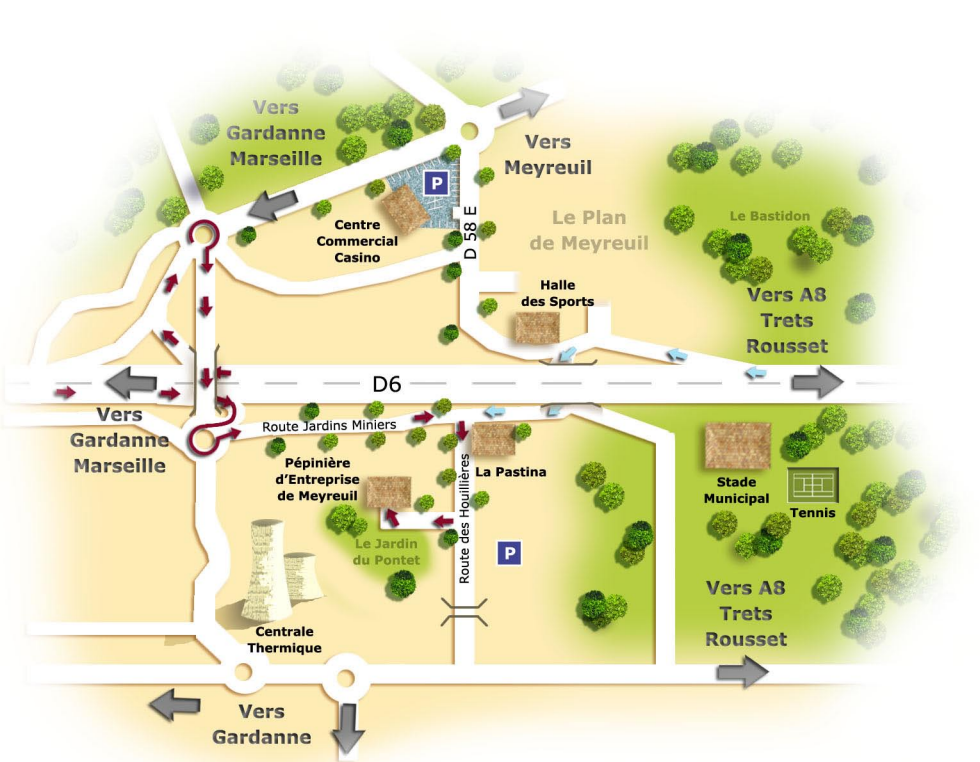 Vers
Gardanne
Marseille
Vers
Meyreuil
P
Centre
Commercial
Casino
D 58 E
Le Plan
de Meyreuil
Le Bastidon
Halle
des Sports
Vers A8
Trets
Rousset
D6
Vers
Gardanne
Marseille
Route Jardins Miniers
Pépinière
d'Entreprise
de Meyreuil
La Pastina
Route des Houillières
Stade
Municipal
Tennis
Le Jardin
du Pontet
P
Centrale
Thermique
Vers A8
Trets
Rousset
Vers
Gardanne